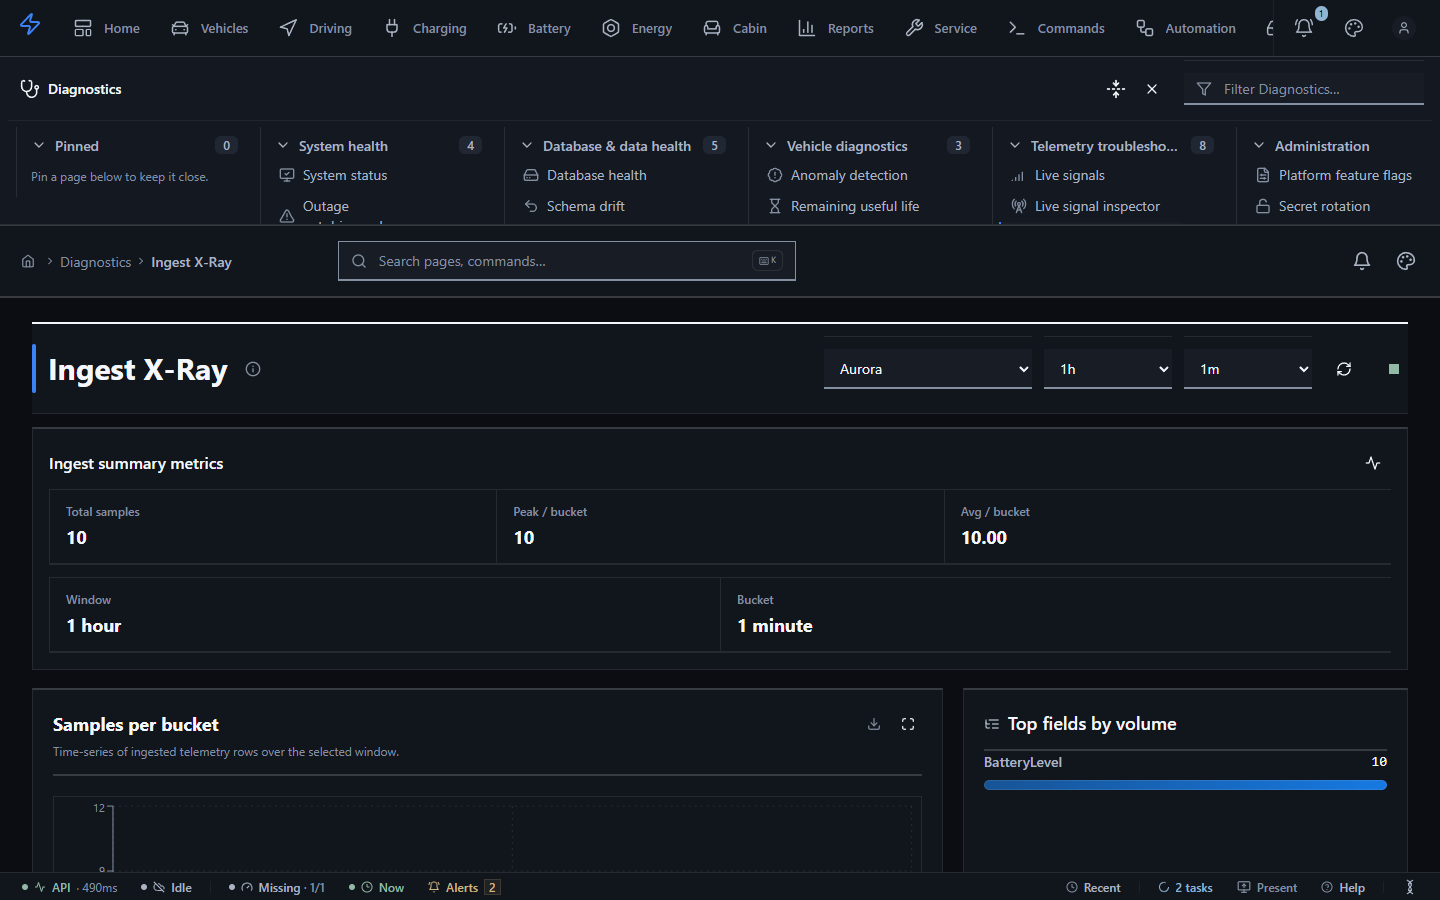 Home Vehicles Driving Charging Battery Energy Cabin Reports Service Commands Automation 1
Diagnostics Filter Diagnostics...
Pinned 0 System health 4 Database & data health 5 Vehicle diagnostics 3 Telemetry troublesho... 8 Administration
Pin a page below to keep it close. System status Database health Anomaly detection Live signals Platform feature flags
Outage Schema drift Remaining useful life Live signal inspector Secret rotation
Diagnostics Ingest X-Ray Search pages, commands... K
Ingest X-Ray Aurora 1h 1m
Ingest summary metrics
Total samples Peak / bucket Avg / bucket
10 10 10.00
Window Bucket
1 hour 1 minute
Samples per bucket Top fields by volume
Time-series of ingested telemetry rows over the selected window.
BatteryLevel 10
12
9
API · 490ms Idle Missing · 1/1 Now Alerts 2 Recent 2 tasks Present Help